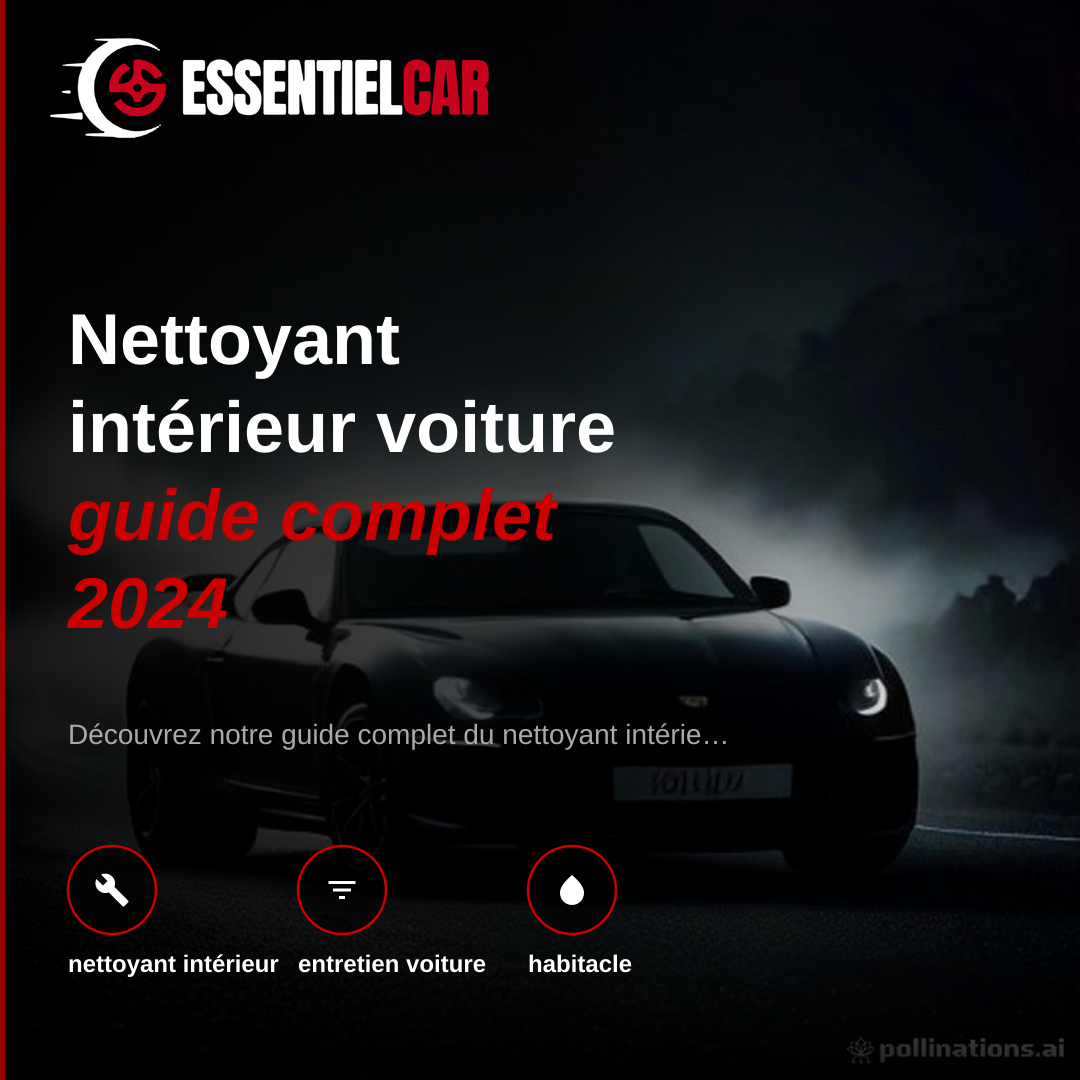 ESSENTIELCAR
Nettoyant
intérieur voiture
guide complet
2024
Découvrez notre guide complet du nettoyant intérie…
nettoyant intérieur
entretien voiture
habitacle
pollinations.ai